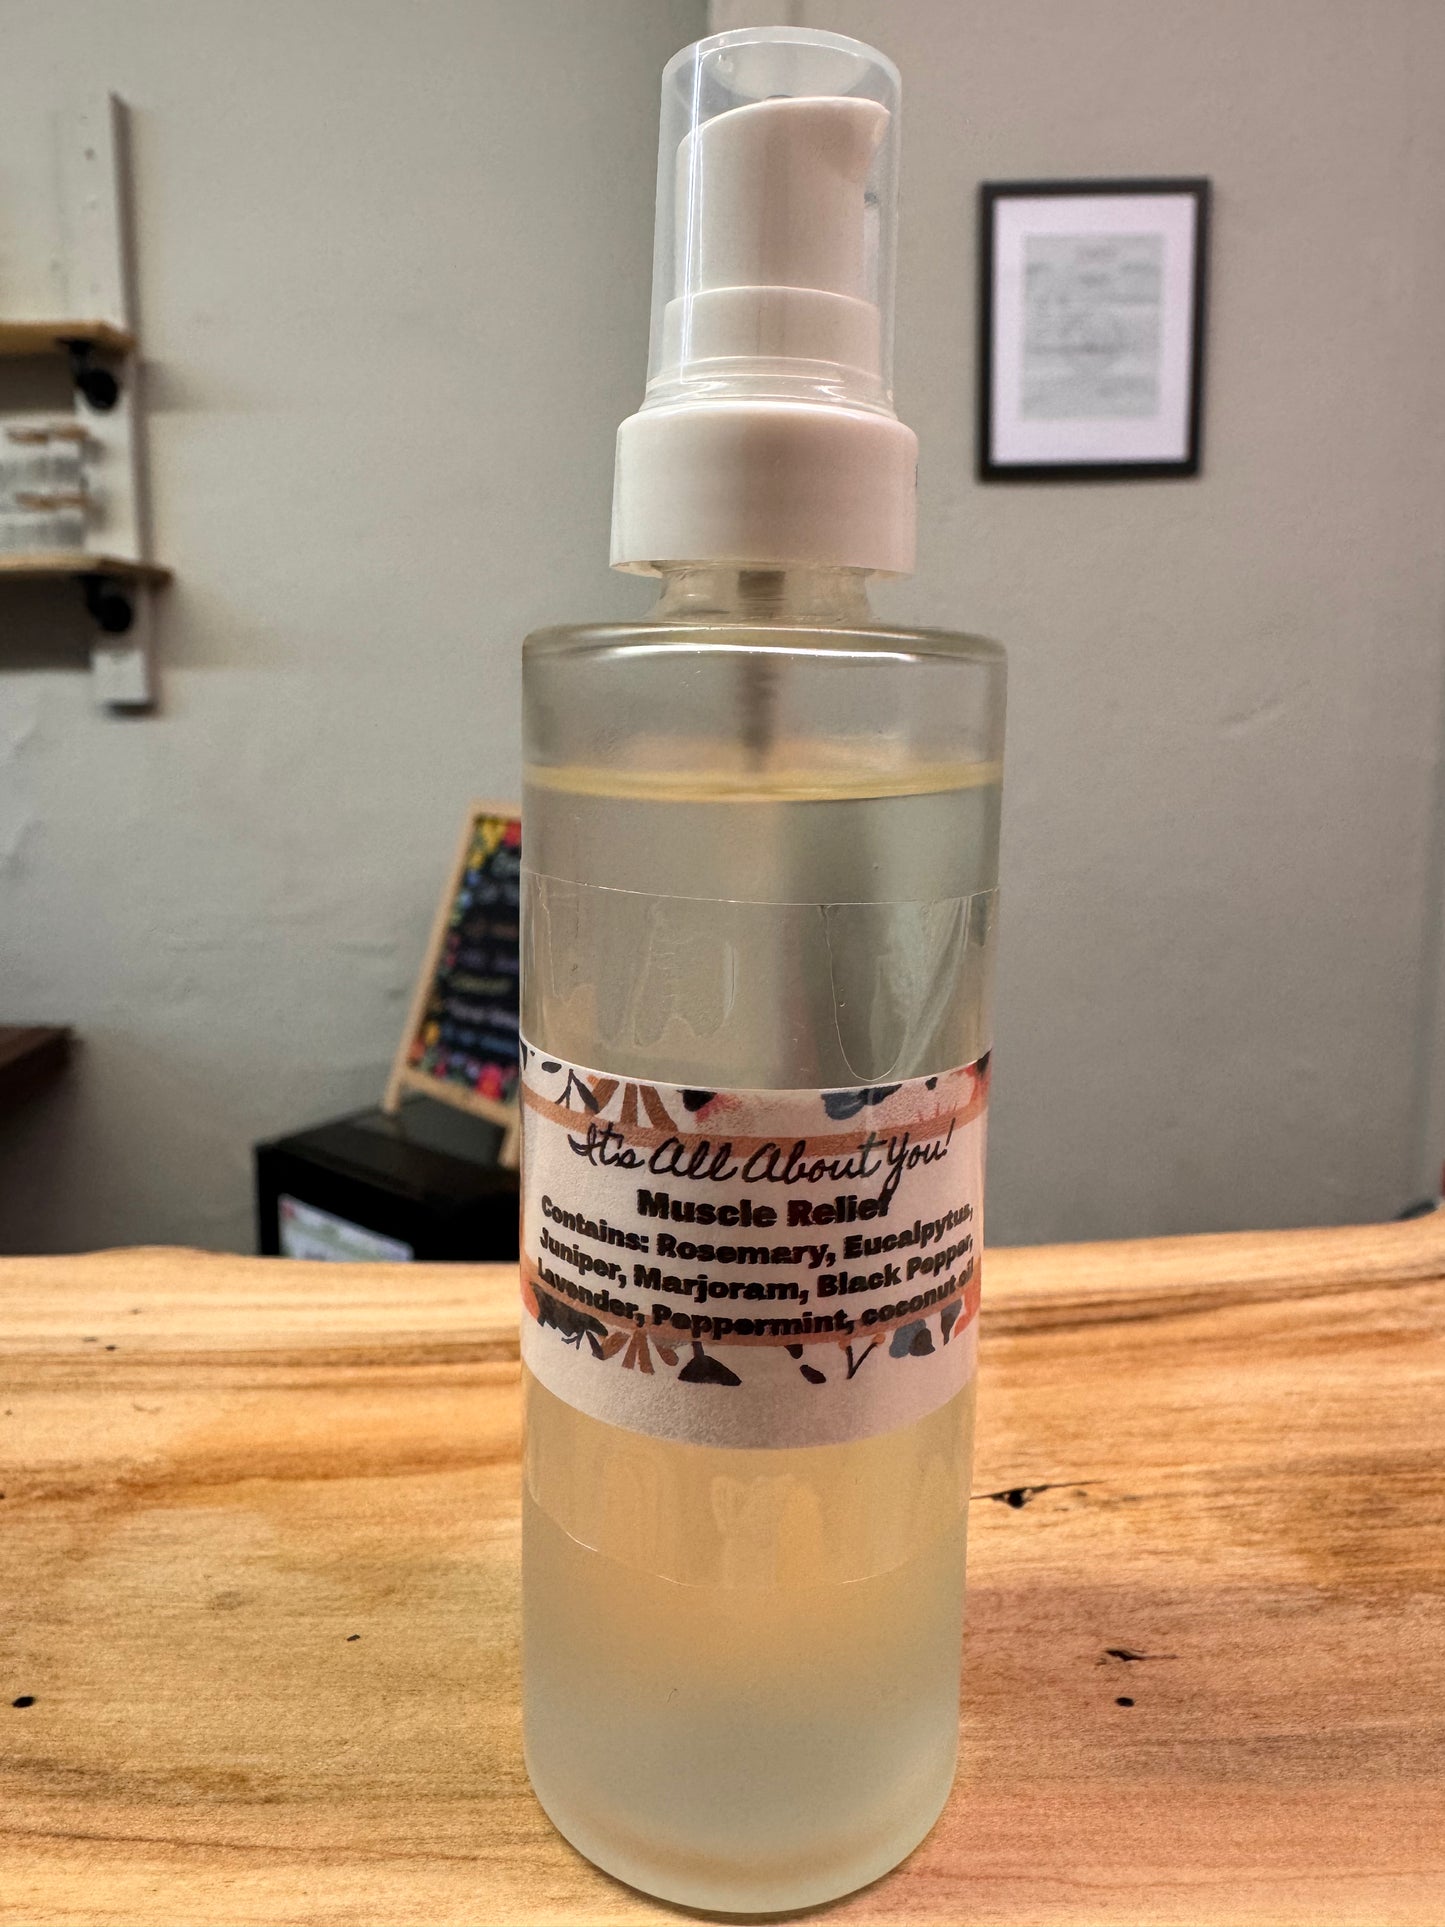 It's All About You!
Muscle Relief
Contains: Rosemary, Eucalpytus,
Juniper, Marjoram, Black Pepper,
Lavender, Peppermint, coconut oil